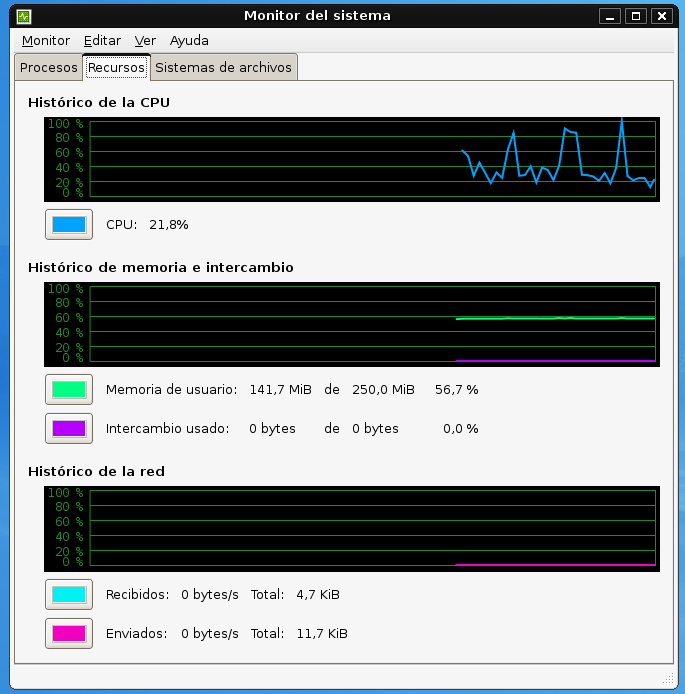 Monitor del sistema
Monitor Editar Ver Ayuda
Procesos Recursos Sistemas de archivos
Histórico de la CPU
100 %
80 %
60 %
40 %
20 %
0 %
CPU: 21,8%
Histórico de memoria e intercambio
100 %
80 %
60 %
40 %
20 %
0 %
Memoria de usuario: 141,7 MiB de 250,0 MiB 56,7 %
Intercambio usado: 0 bytes de 0 bytes 0,0 %
Histórico de la red
100 %
80 %
60 %
40 %
20 %
0 %
Recibidos: 0 bytes/s Total: 4,7 KiB
Enviados: 0 bytes/s Total: 11,7 KiB